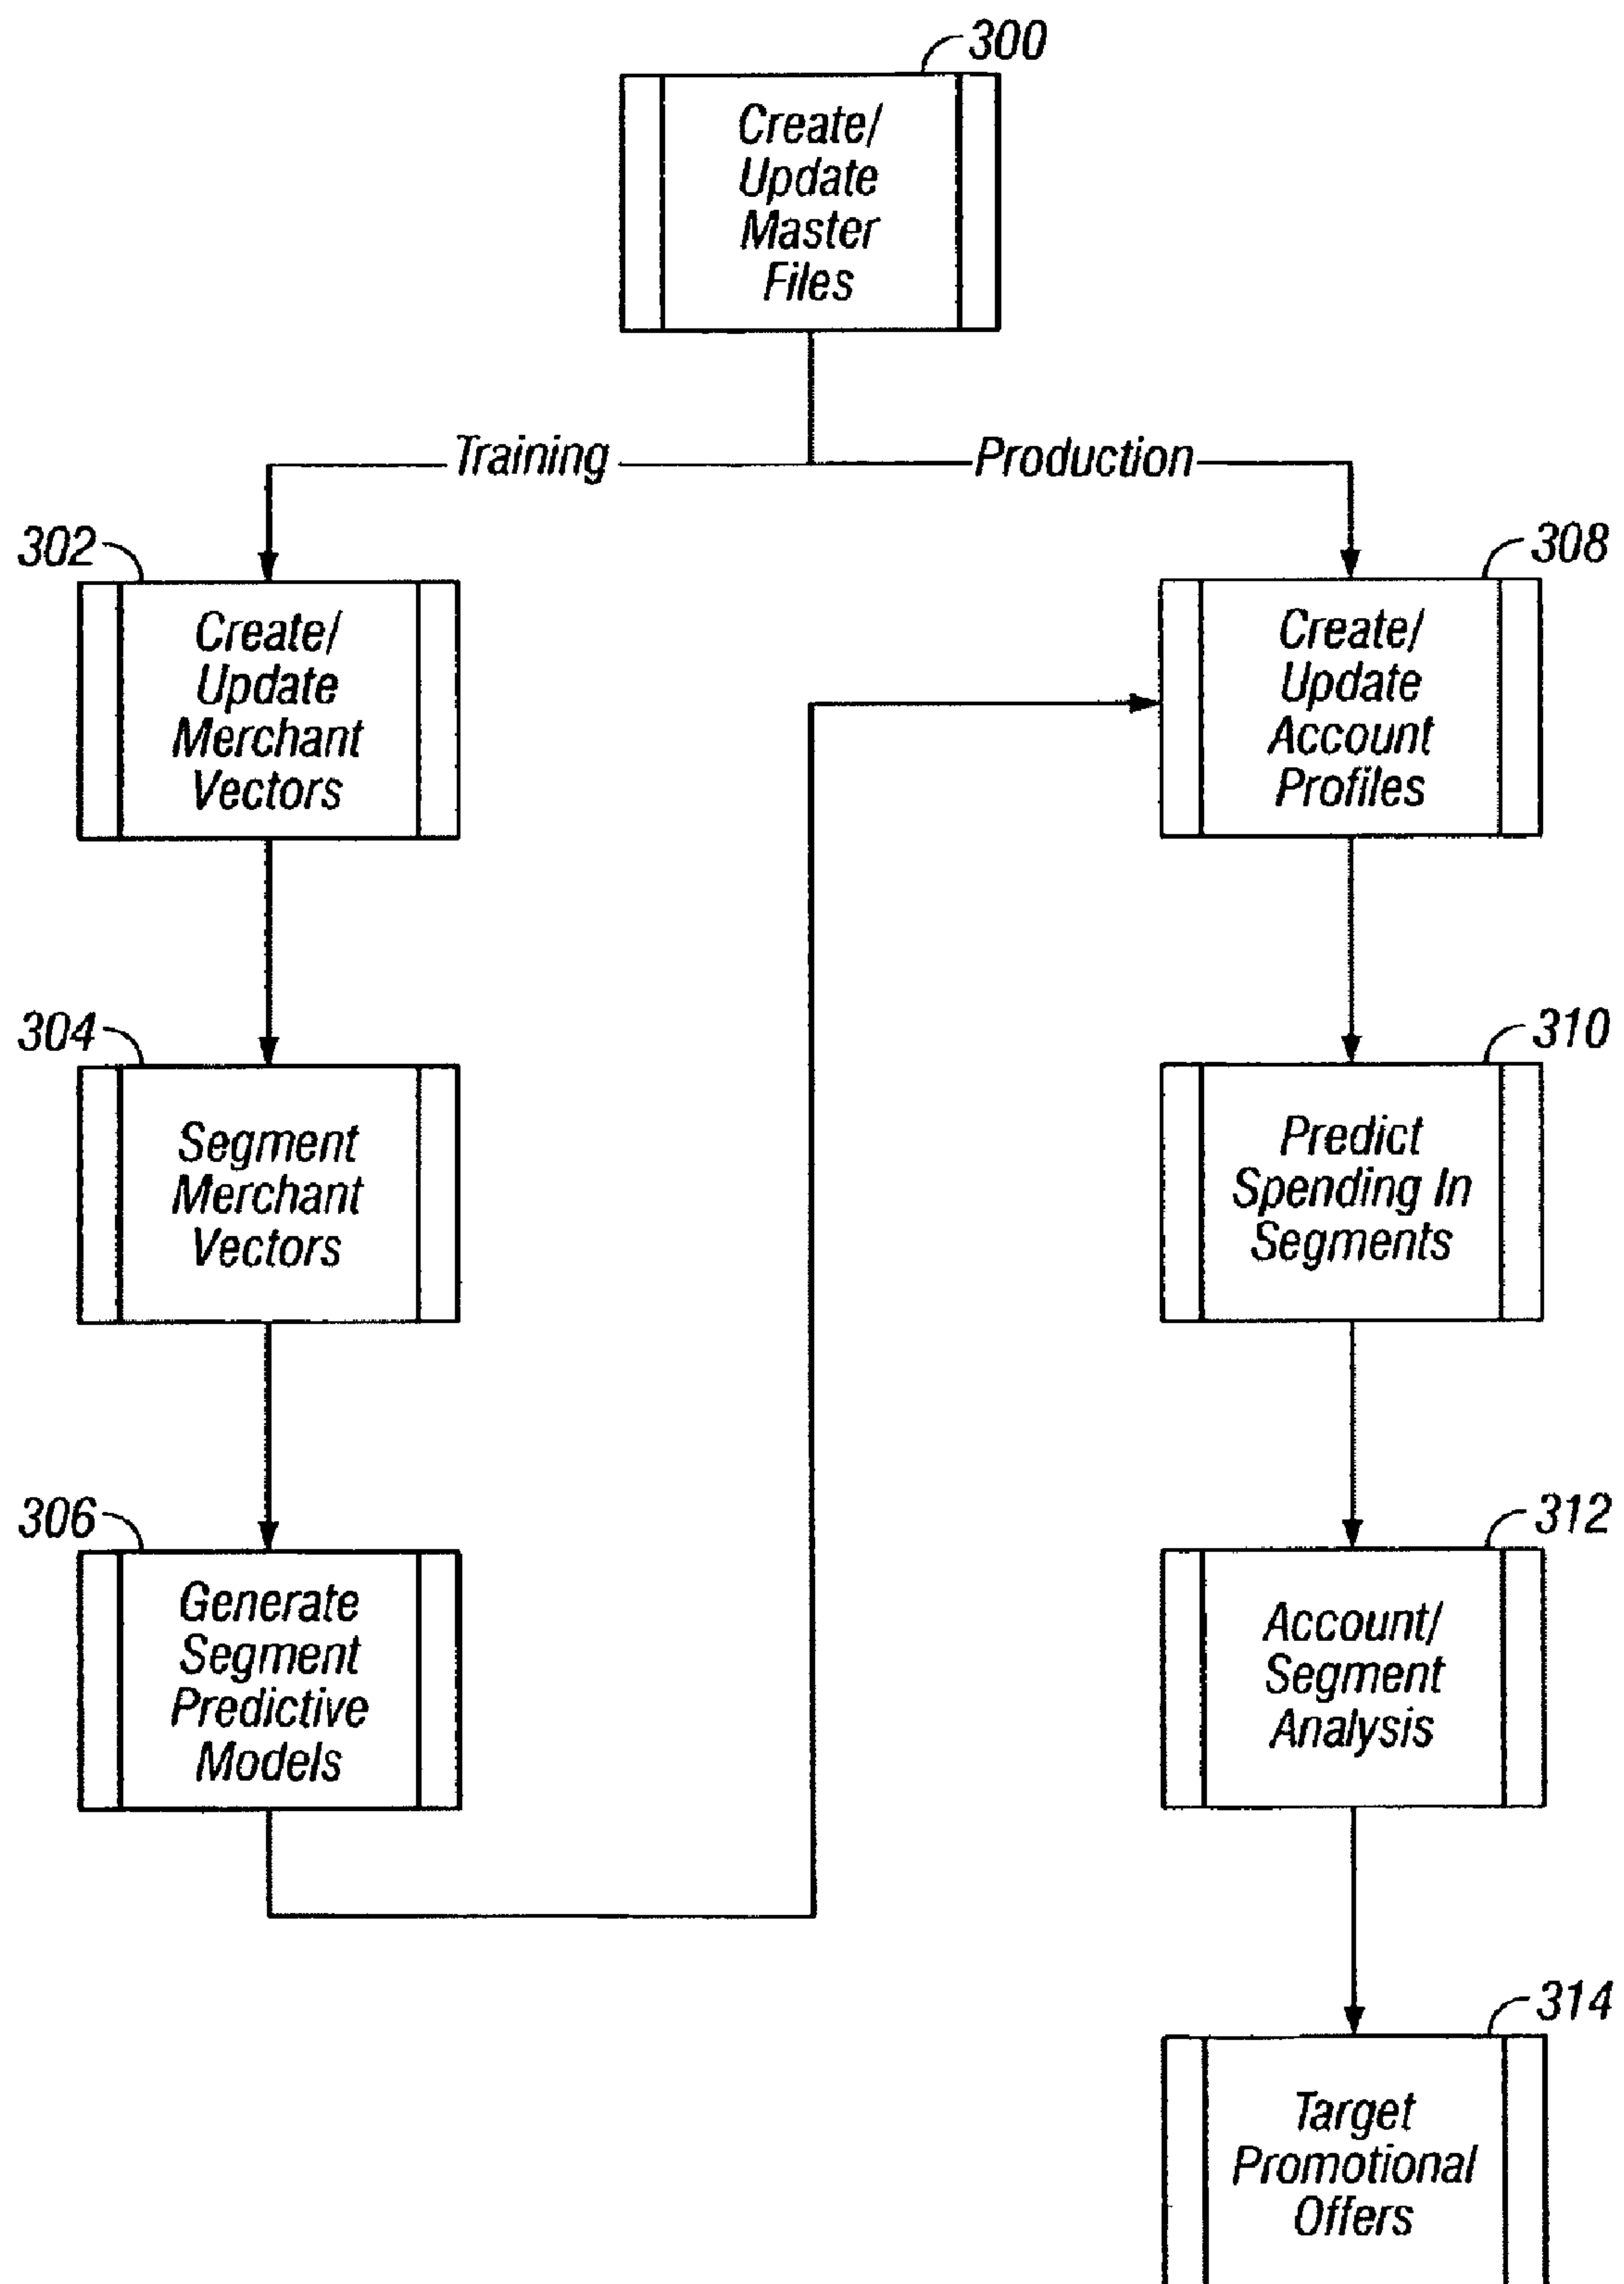 300
Create/
Update
Master
Files
Training
Production
302
Create/
Update
Merchant
Vectors
304
Segment
Merchant
Vectors
306
Generate
Segment
Predictive
Models
308
Create/
Update
Account
Profiles
310
Predict
Spending In
Segments
312
Account/
Segment
Analysis
314
Target
Promotional
Offers